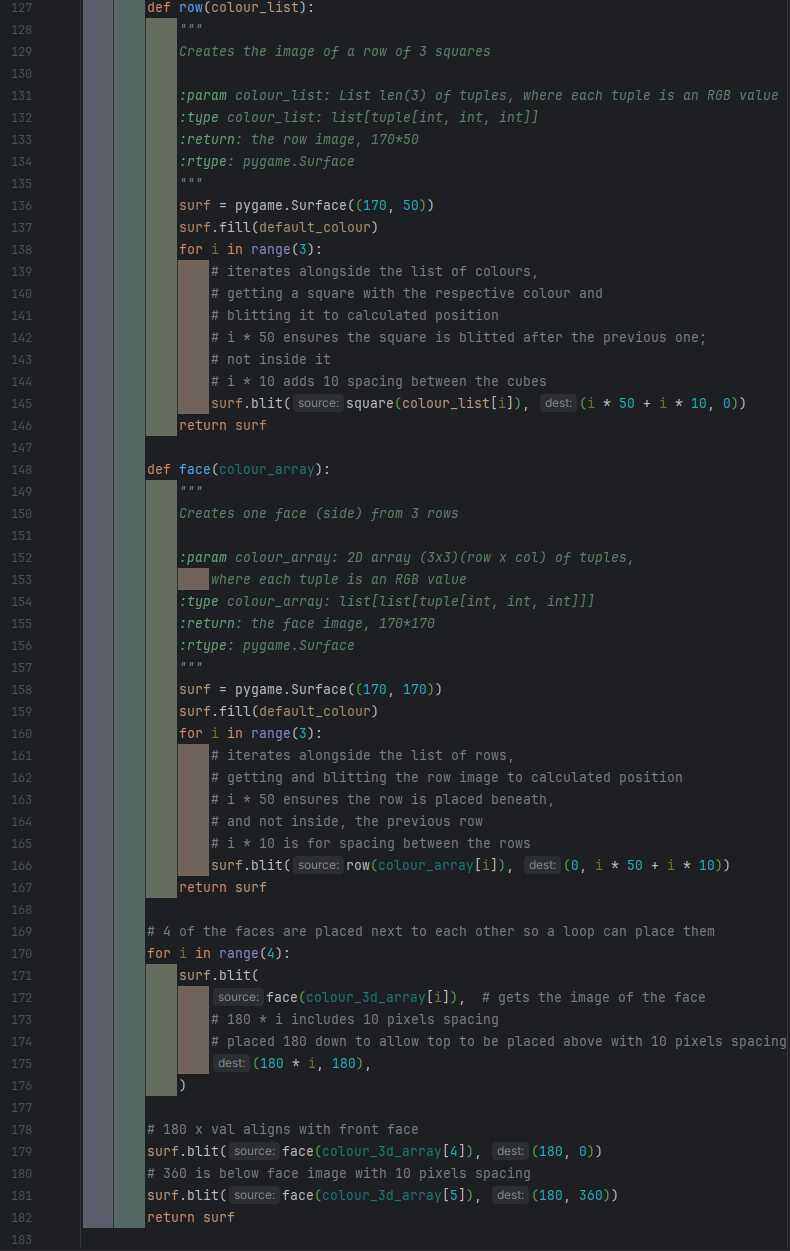 127 def row(colour_list):
128 """
129 Creates the image of a row of 3 squares
130
131 :param colour_list: List len(3) of tuples, where each tuple is an RGB value
132 :type colour_list: list[tuple[int, int, int]]
133 :return: the row image, 170*50
134 :rtype: pygame.Surface
135 """
136 surf = pygame.Surface((170, 50))
137 surf.fill(default_colour)
138 for i in range(3):
139 # iterates alongside the list of colours,
140 # getting a square with the respective colour and
141 # blitting it to calculated position
142 # i * 50 ensures the square is blitted after the previous one;
143 # not inside it
144 # i * 10 adds 10 spacing between the cubes
145 surf.blit( source: square(colour_list[i]), dest: (i * 50 + i * 10, 0))
146 return surf
147
148 def face(colour_array):
149 """
150 Creates one face (side) from 3 rows
151
152 :param colour_array: 2D array (3x3)(row x col) of tuples,
153 where each tuple is an RGB value
154 :type colour_array: list[list[tuple[int, int, int]]]
155 :return: the face image, 170*170
156 :rtype: pygame.Surface
157 """
158 surf = pygame.Surface((170, 170))
159 surf.fill(default_colour)
160 for i in range(3):
161 # iterates alongside the list of rows,
162 # getting and blitting the row image to calculated position
163 # i * 50 ensures the row is placed beneath,
164 # and not inside, the previous row
165 # i * 10 is for spacing between the rows
166 surf.blit( source: row(colour_array[i]), dest: (0, i * 50 + i * 10))
167 return surf
168
169 # 4 of the faces are placed next to each other so a loop can place them
170 for i in range(4):
171 surf.blit(
172 source: face(colour_3d_array[i]), # gets the image of the face
173 # 180 * i includes 10 pixels spacing
174 # placed 180 down to allow top to be placed above with 10 pixels spacing
175 dest: (180 * i, 180),
176 )
177
178 # 180 x val aligns with front face
179 surf.blit( source: face(colour_3d_array[4]), dest: (180, 0))
180 # 360 is below face image with 10 pixels spacing
181 surf.blit( source: face(colour_3d_array[5]), dest: (180, 360))
182 return surf
183